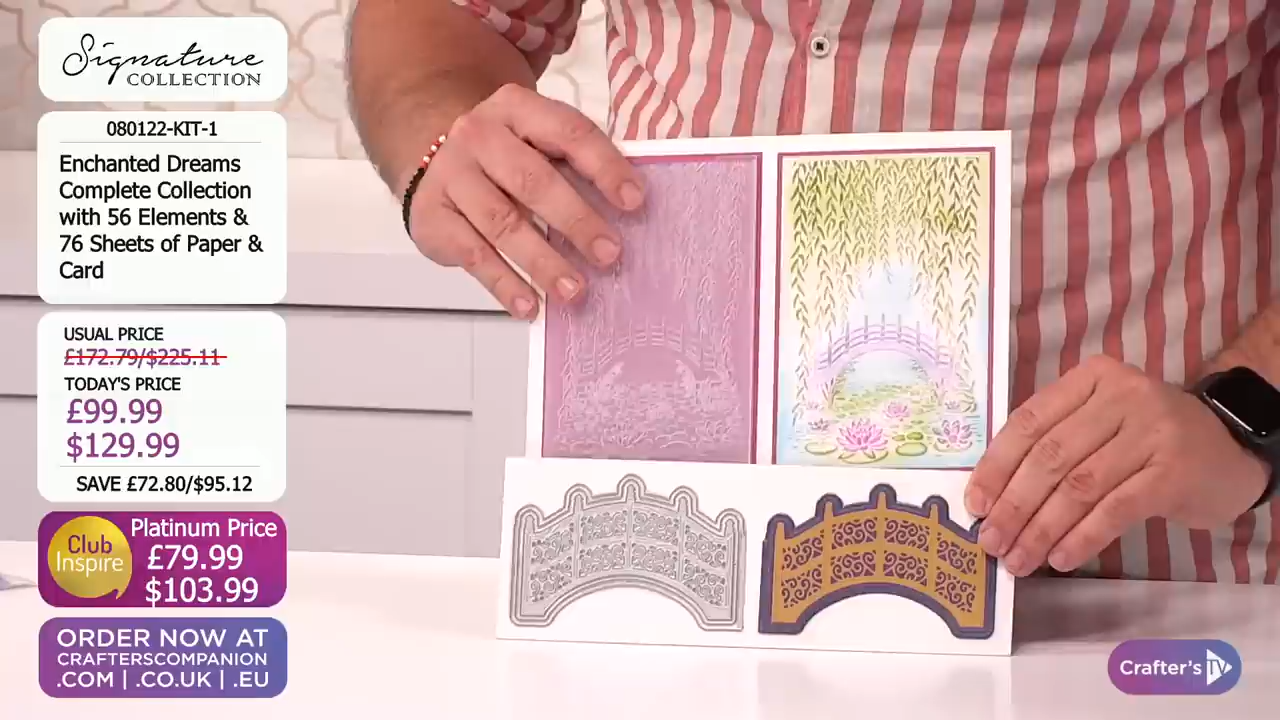 Signature
COLLECTION
080122-KIT-1
Enchanted Dreams
Complete Collection
with 56 Elements &
76 Sheets of Paper &
Card
USUAL PRICE
£172.79/$225.11
TODAY'S PRICE
£99.99
$129.99
SAVE £72.80/$95.12
Club
Inspire
Platinum Price
£79.99
$103.99
ORDER NOW AT
CRAFTERSCOMPANION
.COM | .CO.UK | .EU
Crafter's TV